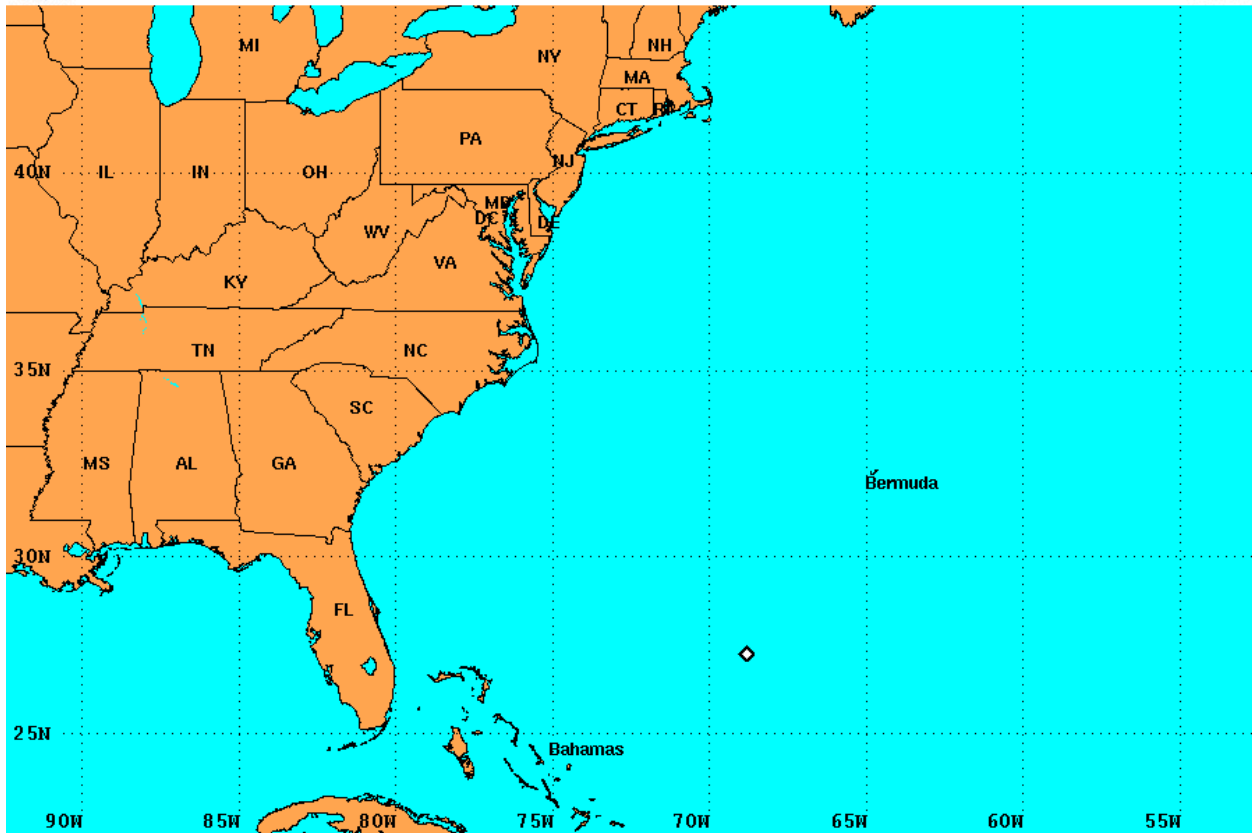 MI
NY
NH
MA
CT
RI
PA
NJ
40N
IL
IN
OH
MD
DC
DE
WV
VA
KY
TN
NC
35N
SC
MS
AL
GA
Bermuda
30N
FL
25N
Bahamas
90W 85W 80W 75W 70W 65W 60W 55W